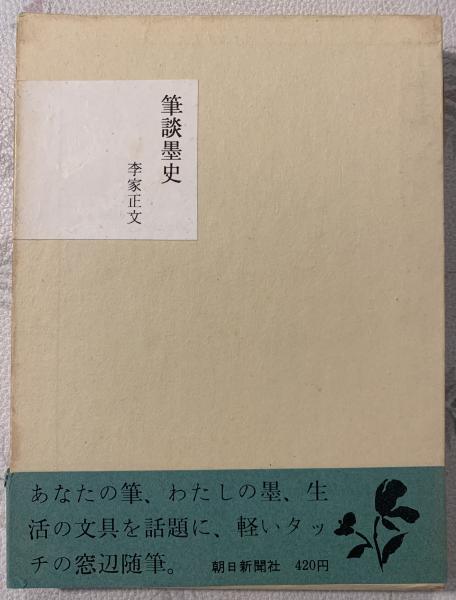 筆談墨史
李家正文
あなたの筆、わたしの墨、生
活の文具を話題に、軽いタッ
チの窓辺随筆。 朝日新聞社 420円